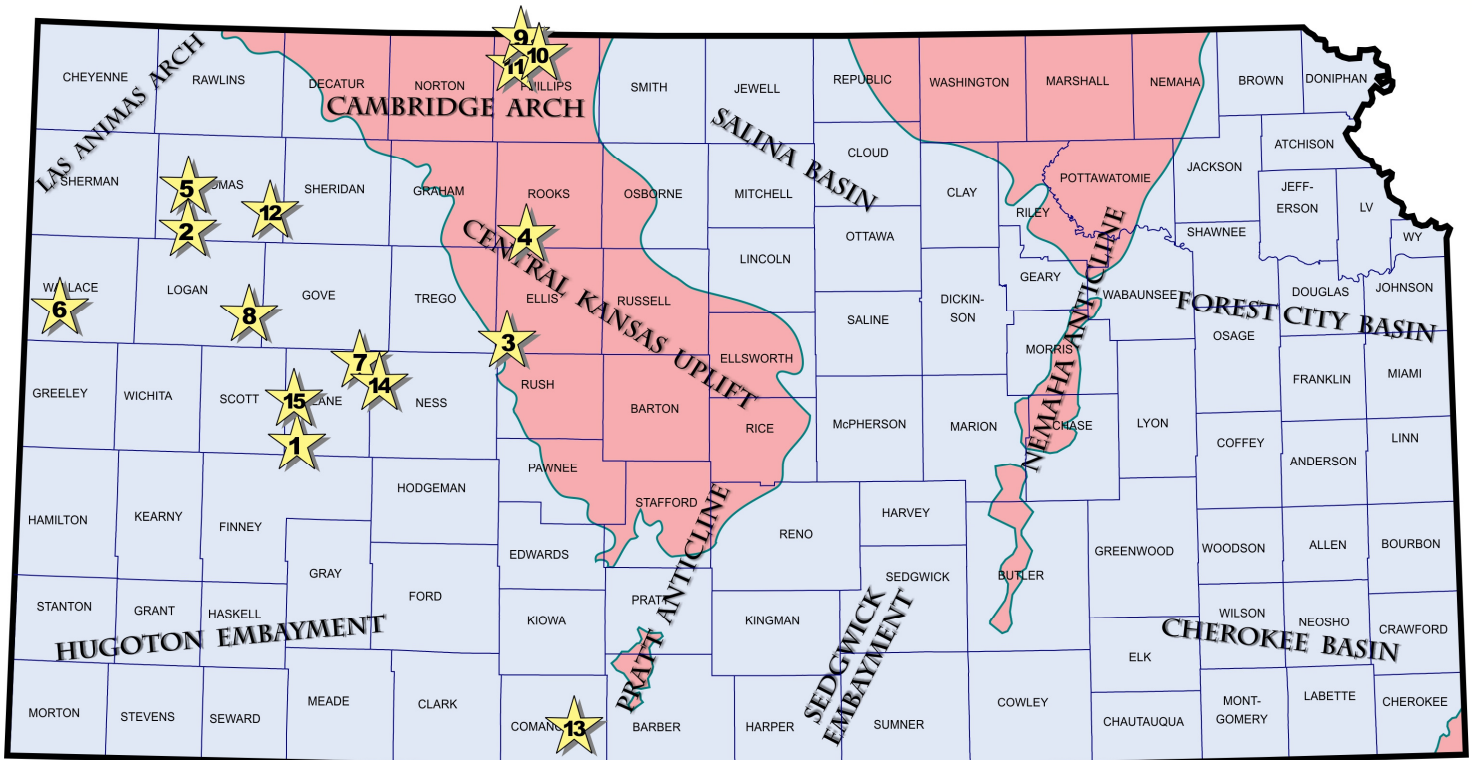 CHEYENNE
RAWLINS
DECATUR
NORTON
PHILLIPS
SMITH
JEWELL
REPUBLIC
WASHINGTON
MARSHALL
NEMAHA
BROWN
DONIPHAN
9
10
11
LAS ANIMAS ARCH
CAMBRIDGE ARCH
SALINA BASIN
SHERMAN
5
OMAS
2
12
SHERIDAN
GRAHAM
ROOKS
4
OSBORNE
MITCHELL
CLOUD
CLAY
RILEY
POTTAWATOMIE
JACKSON
ATCHISON
JEFF-
ERSON
LV
WY
SHAWNEE
OTTAWA
LINCOLN
CENTRAL KANSAS UPLIFT
WALLACE
6
LOGAN
8
GOVE
TREGO
ELLIS
3
RUSSELL
ELLSWORTH
SALINE
DICKIN-
SON
GEARY
WABAUNSEE
MORRIS
NEMAHA ANTICLINE
FOREST CITY BASIN
DOUGLAS
JOHNSON
OSAGE
FRANKLIN
MIAMI
GREELEY
WICHITA
SCOTT
15
LANE
1
7
14
NESS
RUSH
BARTON
RICE
McPHERSON
MARION
CHASE
LYON
COFFEY
ANDERSON
LINN
HAMILTON
KEARNY
FINNEY
HODGEMAN
PAWNEE
STAFFORD
EDWARDS
RENO
HARVEY
SEDGWICK
BUTLER
GREENWOOD
WOODSON
ALLEN
BOURBON
STANTON
GRANT
HASKELL
GRAY
FORD
KIOWA
PRATT
PRATT ANTICLINE
KINGMAN
SEDGWICK
EMBAYMENT
HUGOTON EMBAYMENT
WILSON
NEOSHO
CRAWFORD
CHEROKEE BASIN
ELK
MORTON
STEVENS
SEWARD
MEADE
CLARK
COMANC
13
BARBER
HARPER
SUMNER
COWLEY
CHAUTAUQUA
MONT-
GOMERY
LABETTE
CHEROKEE